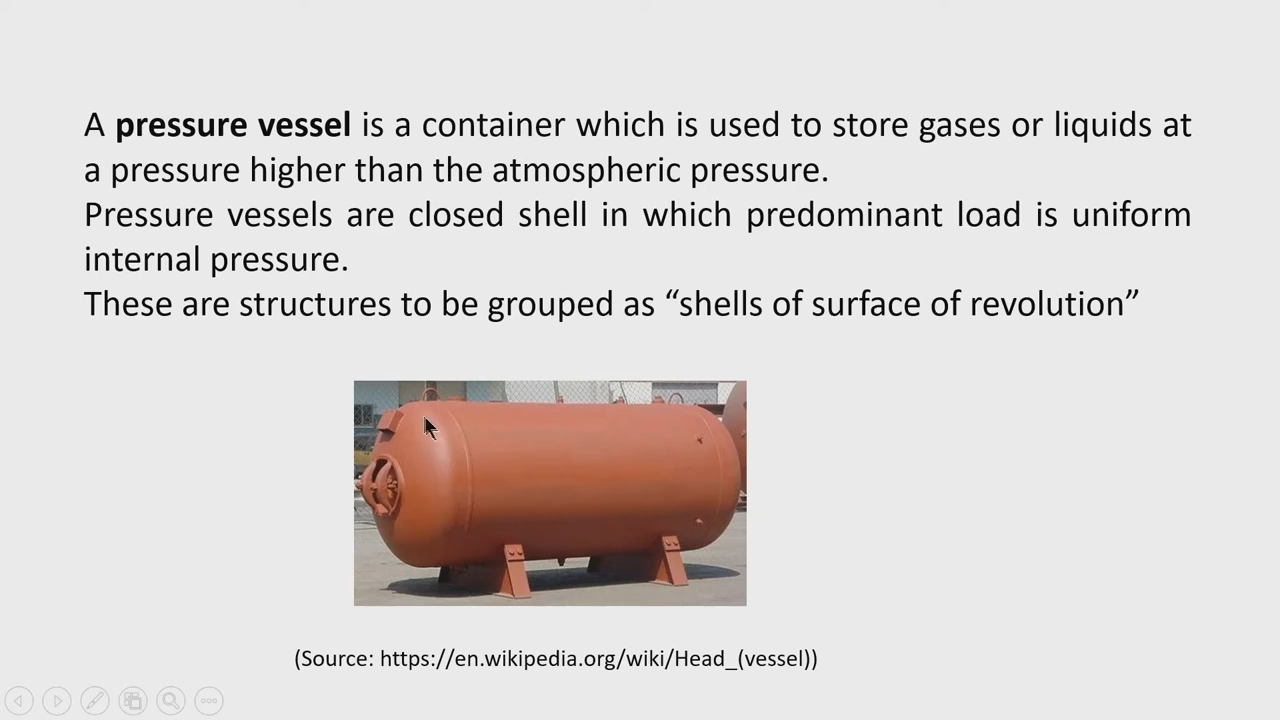 A pressure vessel is a container which is used to store gases or liquids at
a pressure higher than the atmospheric pressure.
Pressure vessels are closed shell in which predominant load is uniform
internal pressure.
These are structures to be grouped as “shells of surface of revolution”
(Source: https://en.wikipedia.org/wiki/Head_(vessel))